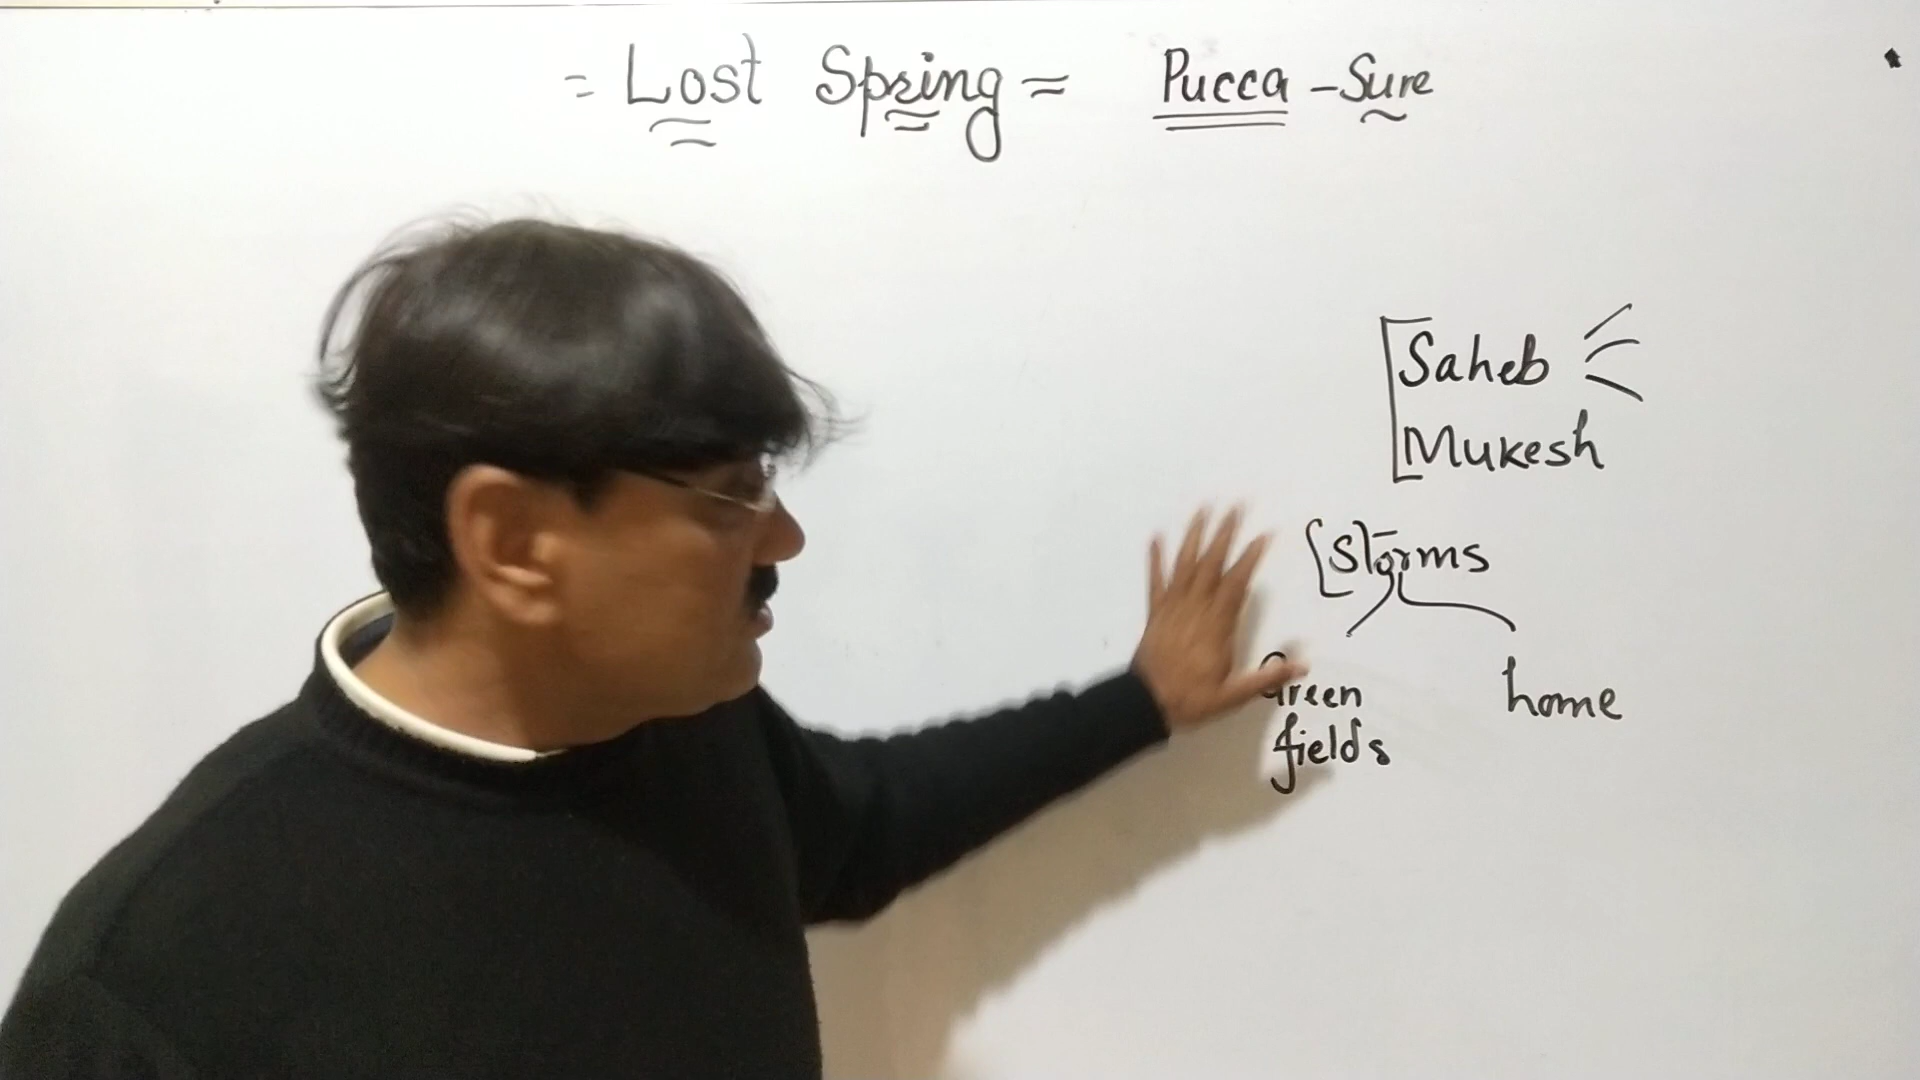 = Lost Spring = Pucca - Sure
Saheb
Mukesh
Storms
Green
fields
home